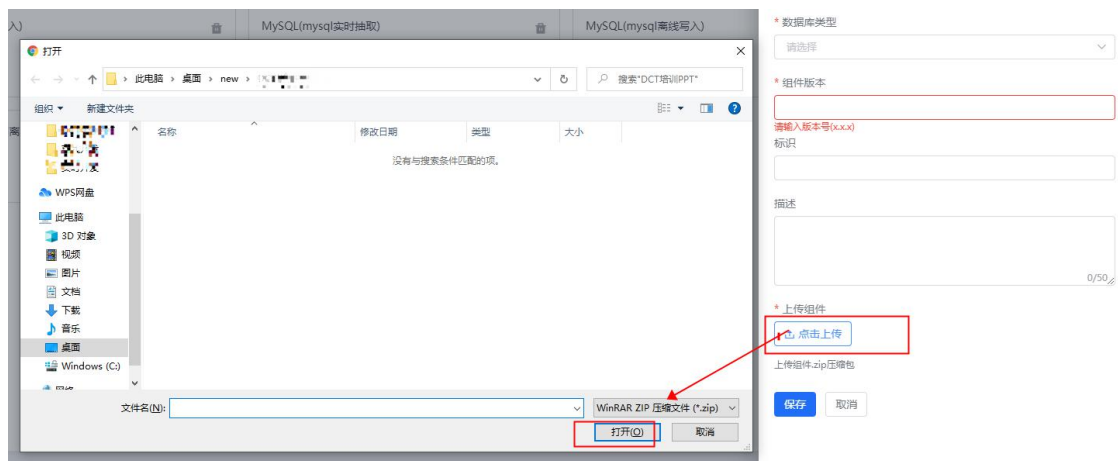 入)
MySQL(mysql实时抽取)
MySQL(mysql离线写入)
打开
此电脑 › 桌面 › new ›
搜索"DCT培训PPT"
组织
新建文件夹
名称
修改日期
类型
大小
没有与搜索条件匹配的项。
离
WPS网盘
此电脑
3D 对象
视频
图片
文档
下载
音乐
桌面
Windows (C:)
文件名(N):
WinRAR ZIP 压缩文件 (*.zip)
打开(O)
取消
* 数据库类型
请选择
* 组件版本
请输入版本号(x.x.x)
标识
描述
0/50
* 上传组件
点击上传
上传组件.zip压缩包
保存
取消